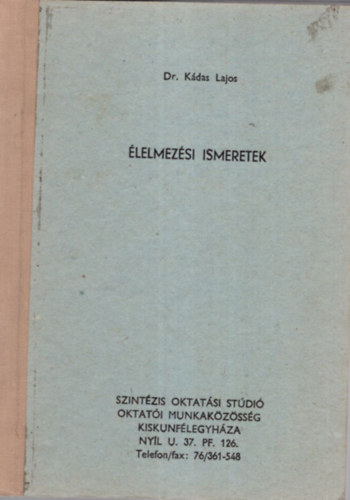 Dr. Kádas Lajos
ÉLELMEZÉSI ISMERETEK
SZINTÉZIS OKTATÁSI STÚDIÓ
OKTATÓI MUNKAKÖZÖSSÉG
KISKUNFÉLEGYHÁZA
NYÍL U. 37. PF. 126.
Telefon/fax: 76/361-548